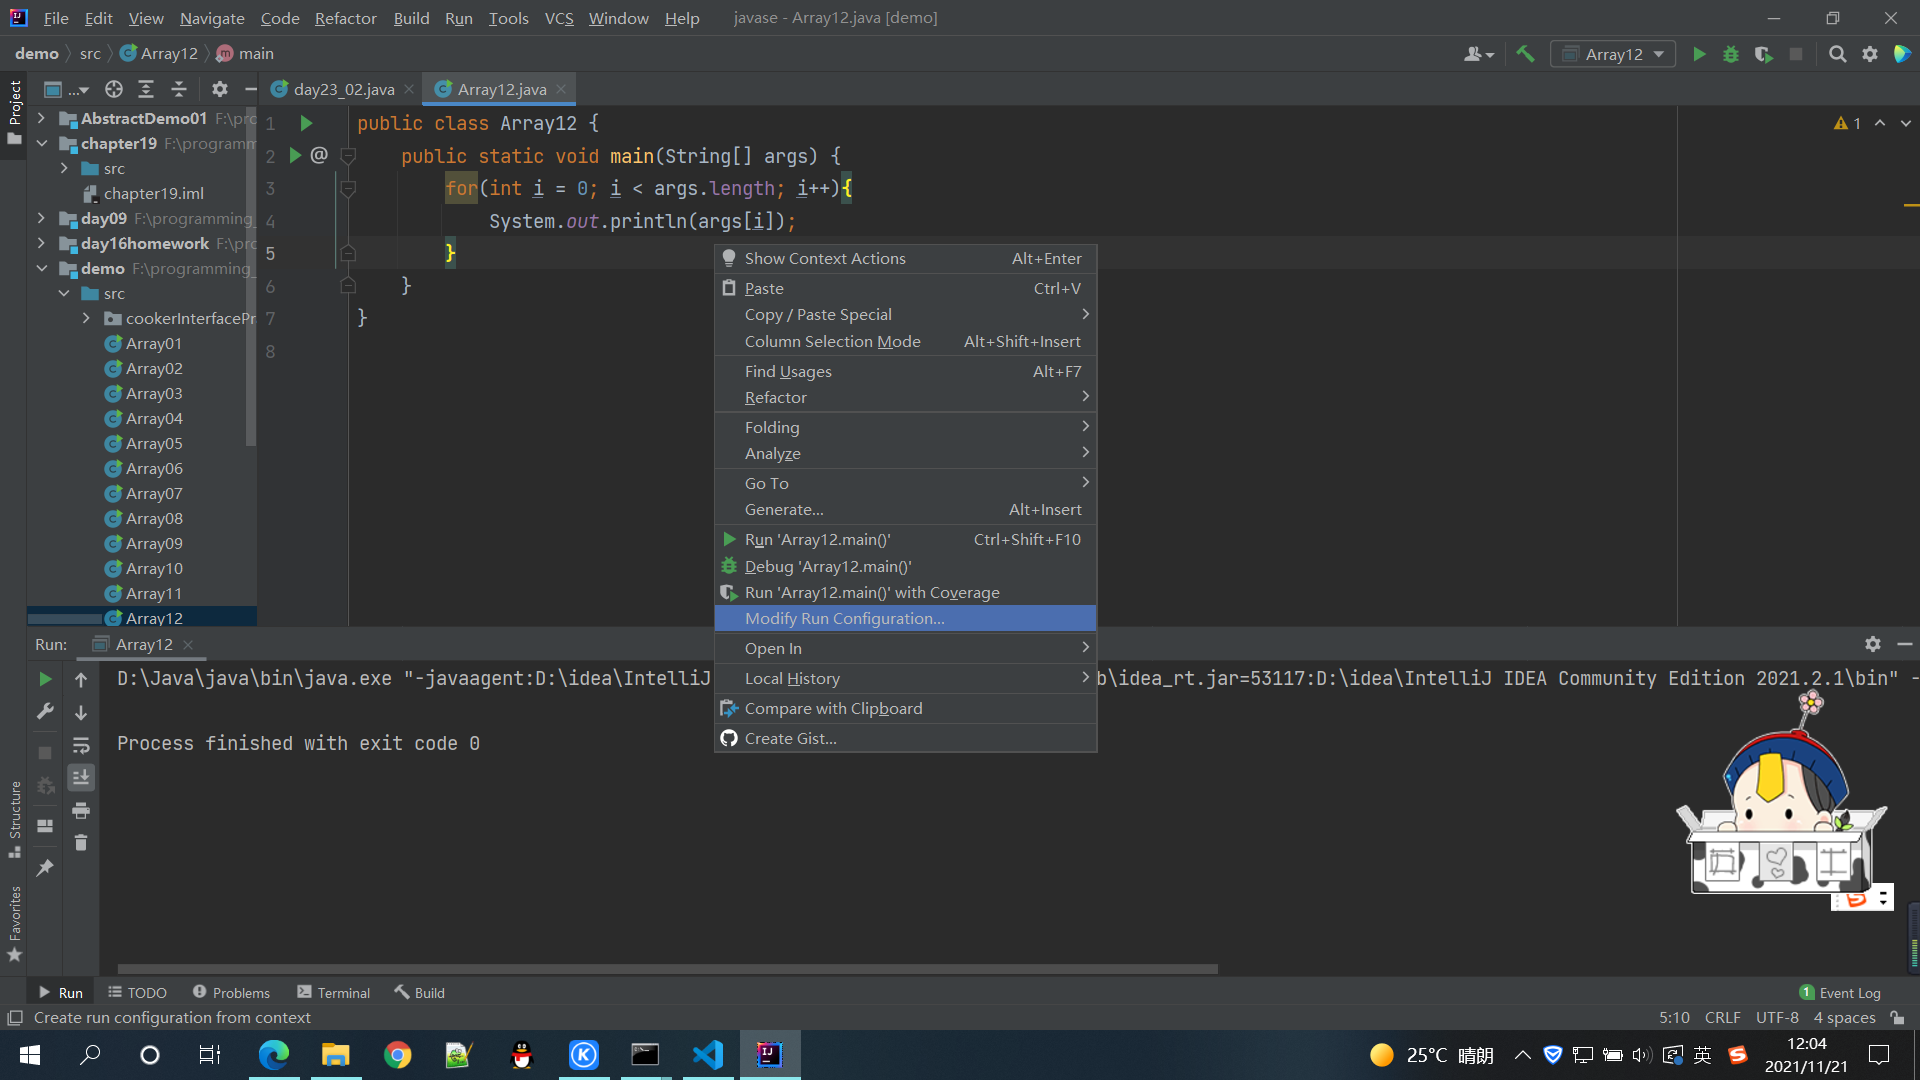 File Edit View Navigate Code Refactor Build Run Tools VCS Window Help javase - Array12.java [demo]
demo src Array12 main
Array12
Project
...
day23_02.java
Array12.java
AbstractDemo01 F:\pro
chapter19 F:\programm
src
chapter19.iml
day09 F:\programming_
day16homework F:\pro
demo F:\programming_
src
cookerInterfacePr
Array01
Array02
Array03
Array04
Array05
Array06
Array07
Array08
Array09
Array10
Array11
Array12
1 public class Array12 {
2 @ public static void main(String[] args) {
3 for(int i = 0; i < args.length; i++){
4 System.out.println(args[i]);
5 }
6 }
7 }
8
1
Show Context Actions Alt+Enter
Paste Ctrl+V
Copy / Paste Special
Column Selection Mode Alt+Shift+Insert
Find Usages Alt+F7
Refactor
Folding
Analyze
Go To
Generate... Alt+Insert
Run 'Array12.main()' Ctrl+Shift+F10
Debug 'Array12.main()'
Run 'Array12.main()' with Coverage
Modify Run Configuration...
Open In
Local History
Compare with Clipboard
Create Gist...
Run: Array12
D:\Java\java\bin\java.exe "-javaagent:D:\idea\IntelliJ b\idea_rt.jar=53117:D:\idea\IntelliJ IDEA Community Edition 2021.2.1\bin" -
Process finished with exit code 0
Structure
Favorites
Run TODO Problems Terminal Build 1 Event Log
Create run configuration from context 5:10 CRLF UTF-8 4 spaces
25°C 晴朗 英 12:04
2021/11/21